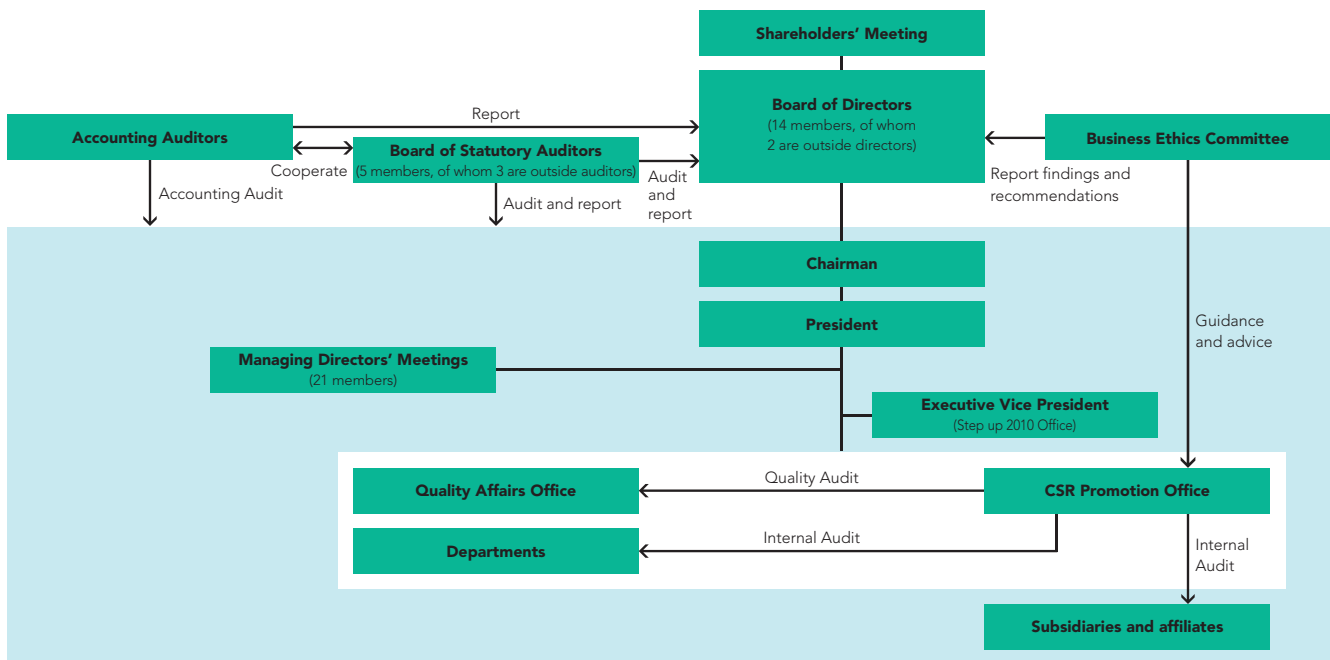 Shareholders’ Meeting
Board of Directors
(14 members, of whom
2 are outside directors)
Report
Accounting Auditors
Business Ethics Committee
Board of Statutory Auditors
(5 members, of whom 3 are outside auditors)
Cooperate
Audit
and
report
Report findings and
recommendations
Accounting Audit
Audit and report
Chairman
President
Guidance
and advice
Managing Directors’ Meetings
(21 members)
Executive Vice President
(Step up 2010 Office)
Quality Affairs Office
Quality Audit
CSR Promotion Office
Departments
Internal Audit
Internal
Audit
Subsidiaries and affiliates